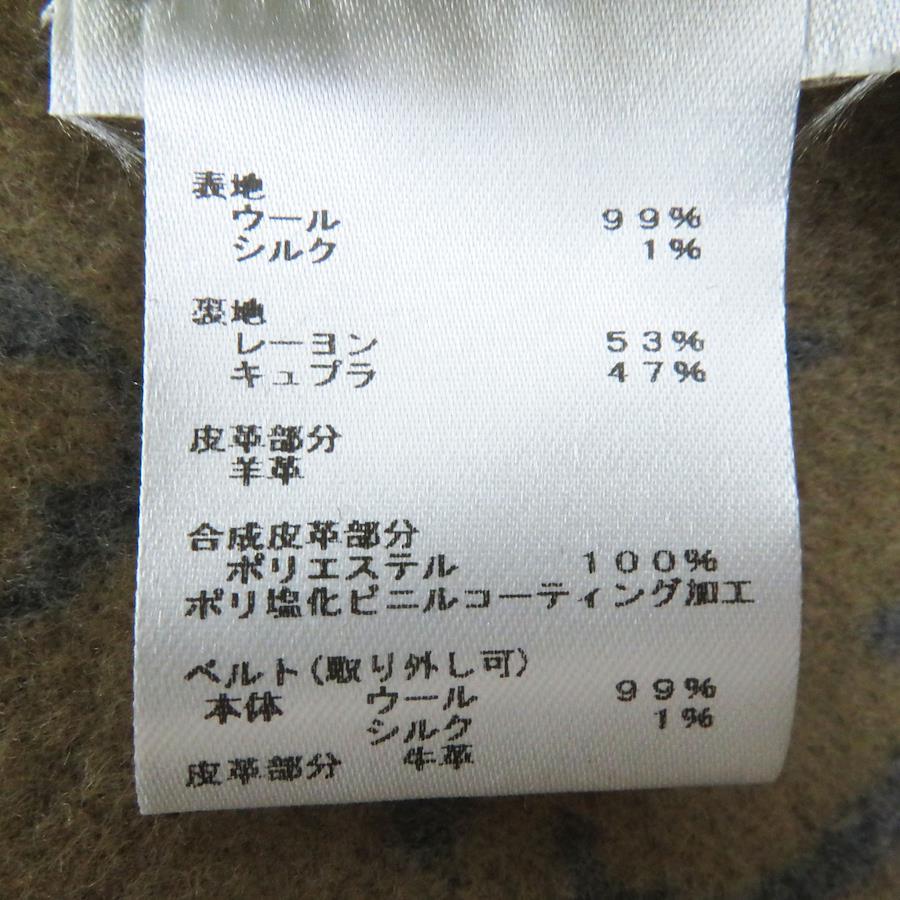 表地
ウール 99%
シルク 1%
裏地
レーヨン 53%
キュプラ 47%
皮革部分
羊革
合成皮革部分
ポリエステル 100%
ポリ塩化ビニルコーティング加工
ベルト(取り外し可)
本体 ウール 99%
シルク 1%
皮革部分 牛革